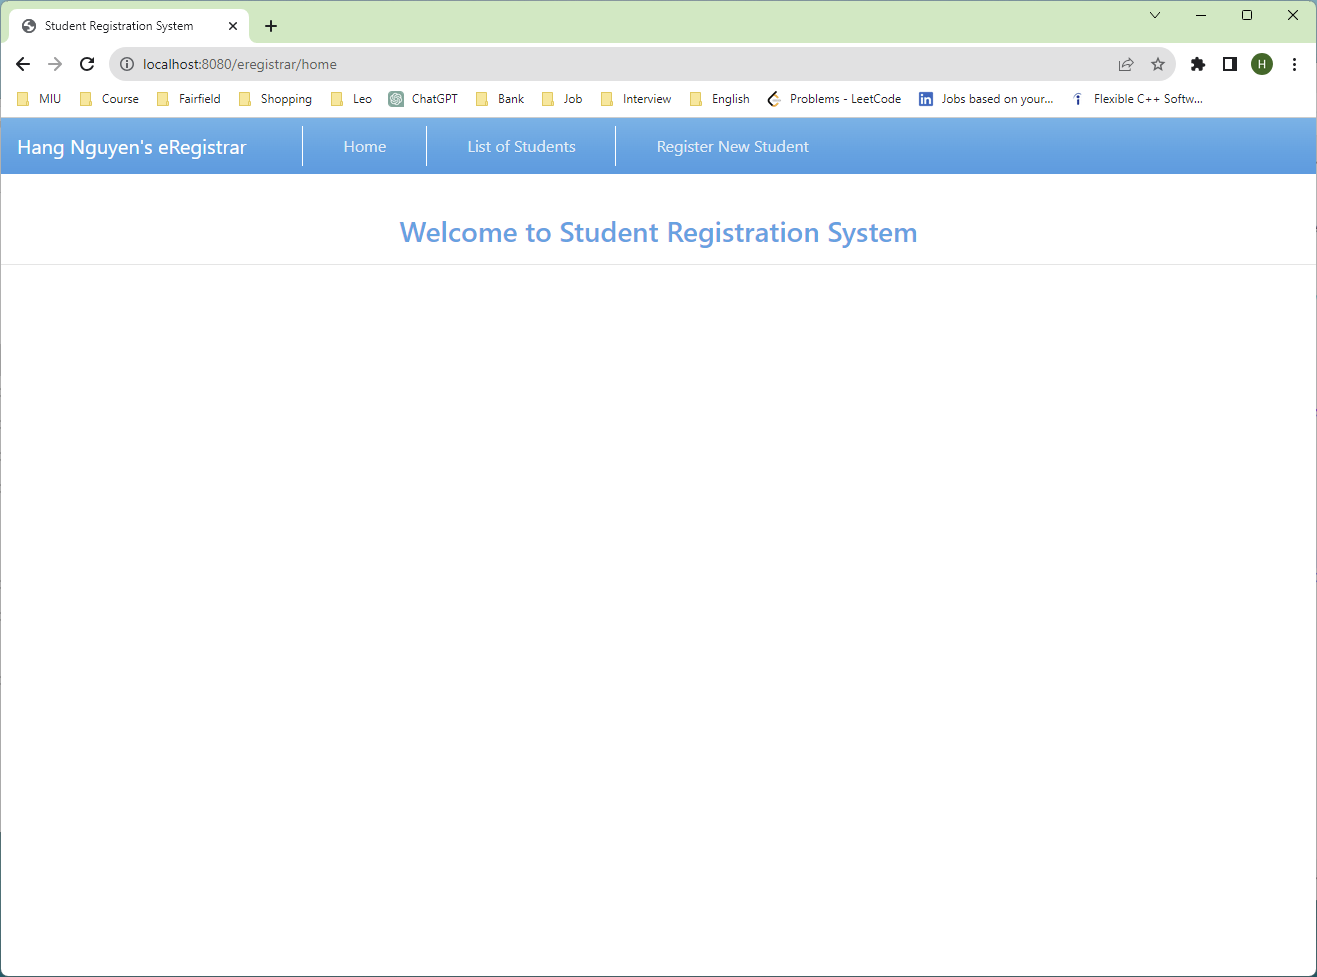 Student Registration System
localhost:8080/eregistrar/home
MIU Course Fairfield Shopping Leo ChatGPT Bank Job Interview English Problems - LeetCode Jobs based on your... Flexible C++ Softw...
H
Hang Nguyen's eRegistrar Home List of Students Register New Student
Welcome to Student Registration System